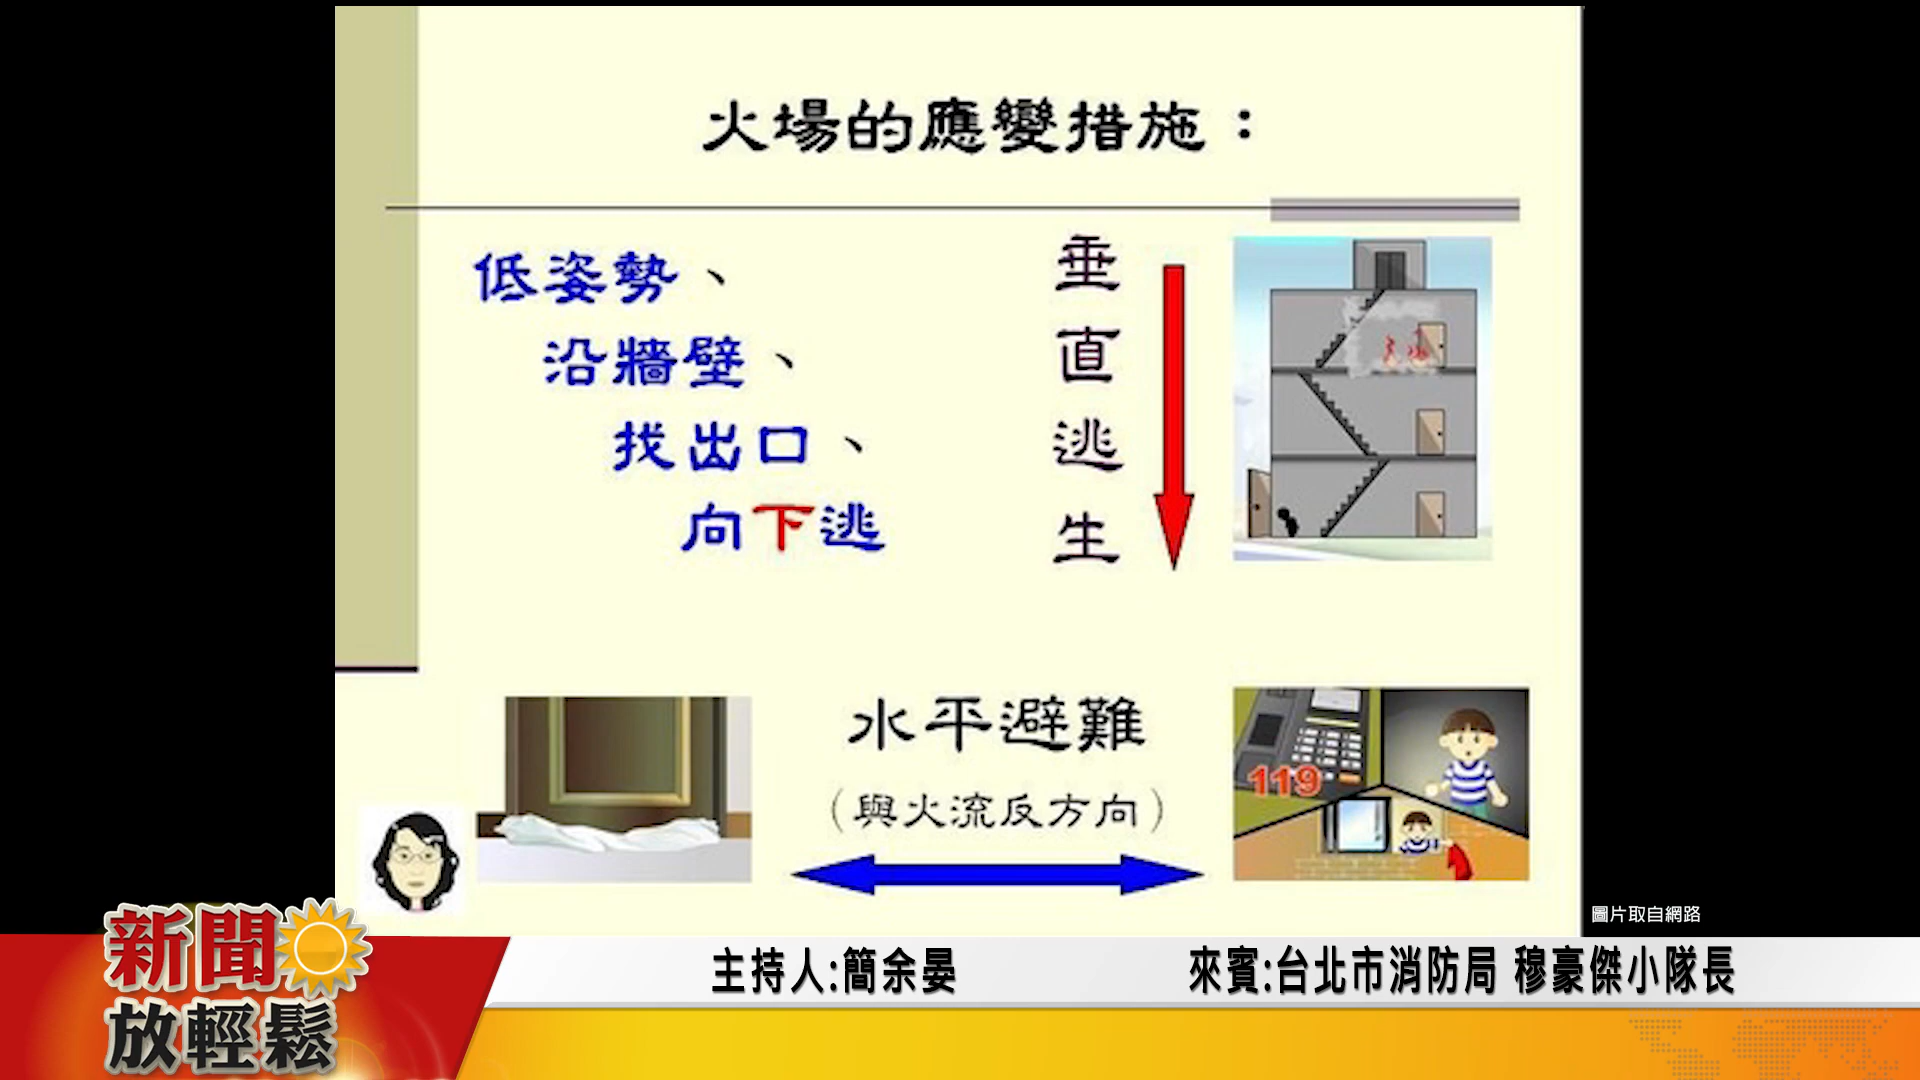 火場的應變措施：
低姿勢、
沿牆壁、
找出口、
向下逃
垂直逃生
水平避難
（與火流反方向）
119
圖片取自網路
新聞
放輕鬆
主持人:簡余晏
來賓:台北市消防局 穆豪傑小隊長